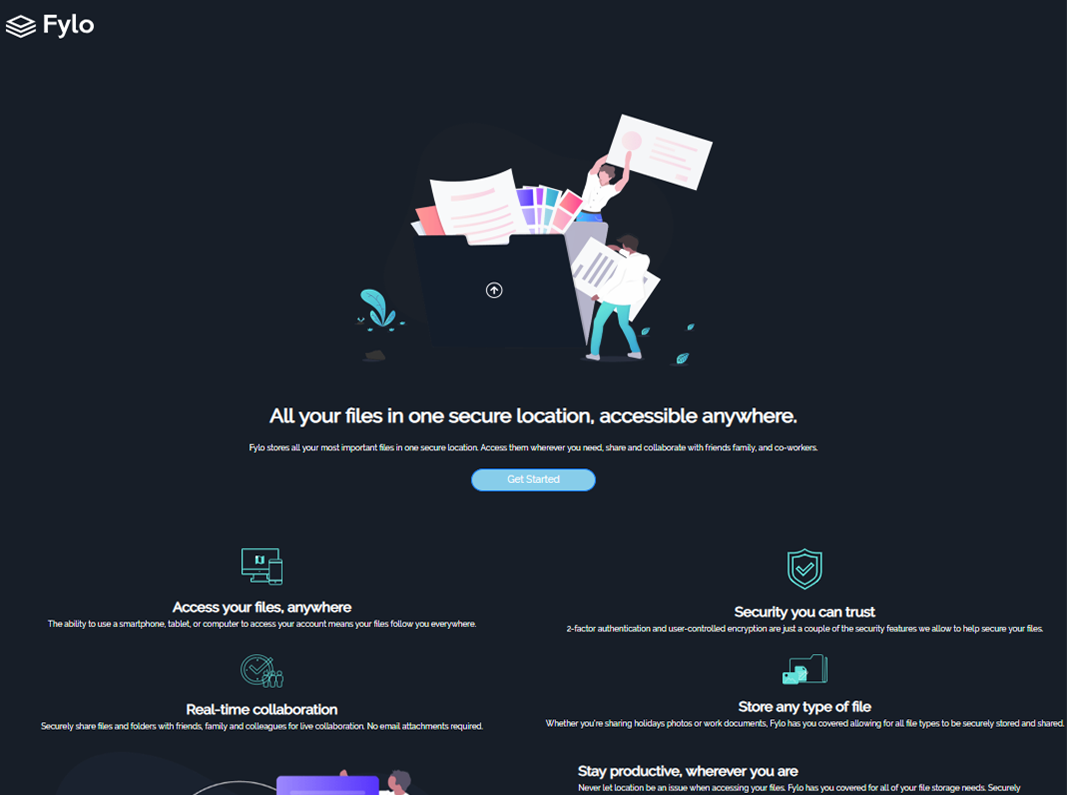 Fylo
All your files in one secure location, accessible anywhere.
Fylo stores all your most important files in one secure location. Access them wherever you need, share and collaborate with friends family, and co-workers.
Get Started
Access your files, anywhere
The ability to use a smartphone, tablet, or computer to access your account means your files follow you everywhere.
Security you can trust
2-factor authentication and user-controlled encryption are just a couple of the security features we allow to help secure your files.
Real-time collaboration
Securely share files and folders with friends, family and colleagues for live collaboration. No email attachments required.
Store any type of file
Whether you're sharing holidays photos or work documents, Fylo has you covered allowing for all file types to be securely stored and shared.
Stay productive, wherever you are
Never let location be an issue when accessing your files. Fylo has you covered for all of your file storage needs. Securely